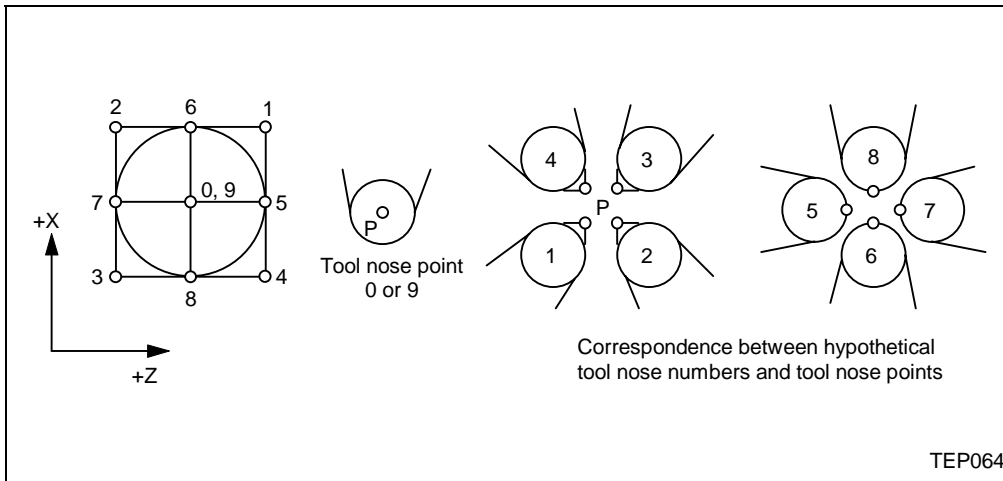 2 6 1
7 0, 9 5
3 8 4
+X
+Z
P
Tool nose point
0 or 9
4 3
P
1 2
8
5 7
6
Correspondence between hypothetical
tool nose numbers and tool nose points
TEP064